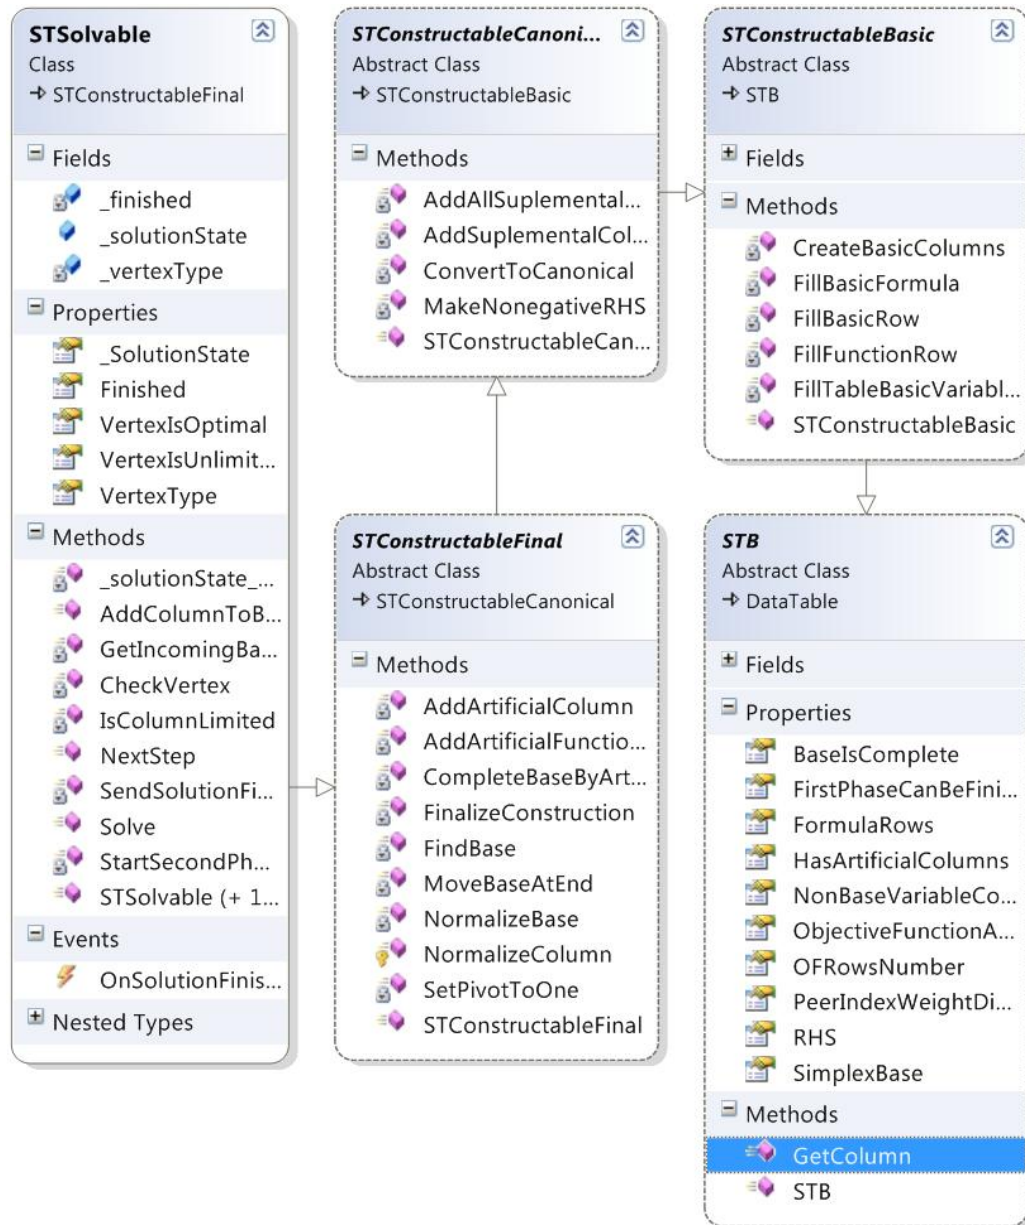 STSolvable
Class
STConstructableFinal
Fields
_finished
_solutionState
_vertexType
Properties
_SolutionState
Finished
VertexIsOptimal
VertexIsUnlimit...
VertexType
Methods
_solutionState_...
AddColumnToB...
GetIncomingBa...
CheckVertex
IsColumnLimited
NextStep
SendSolutionFi...
Solve
StartSecondPh...
STSolvable (+ 1...
Events
OnSolutionFinis...
Nested Types
STConstructableCanoni...
Abstract Class
STConstructableBasic
Methods
AddAllSuplemental...
AddSuplementalCol...
ConvertToCanonical
MakeNonegativeRHS
STConstructableCan...
STConstructableFinal
Abstract Class
STConstructableCanonical
Methods
AddArtificialColumn
AddArtificialFunctio...
CompleteBaseByArt...
FinalizeConstruction
FindBase
MoveBaseAtEnd
NormalizeBase
NormalizeColumn
SetPivotToOne
STConstructableFinal
STConstructableBasic
Abstract Class
STB
Fields
Methods
CreateBasicColumns
FillBasicFormula
FillBasicRow
FillFunctionRow
FillTableBasicVariabl...
STConstructableBasic
STB
Abstract Class
DataTable
Fields
Properties
BaseIsComplete
FirstPhaseCanBeFini...
FormulaRows
HasArtificialColumns
NonBaseVariableCo...
ObjectiveFunctionA...
OFRowsNumber
PeerIndexWeightDi...
RHS
SimplexBase
Methods
GetColumn
STB